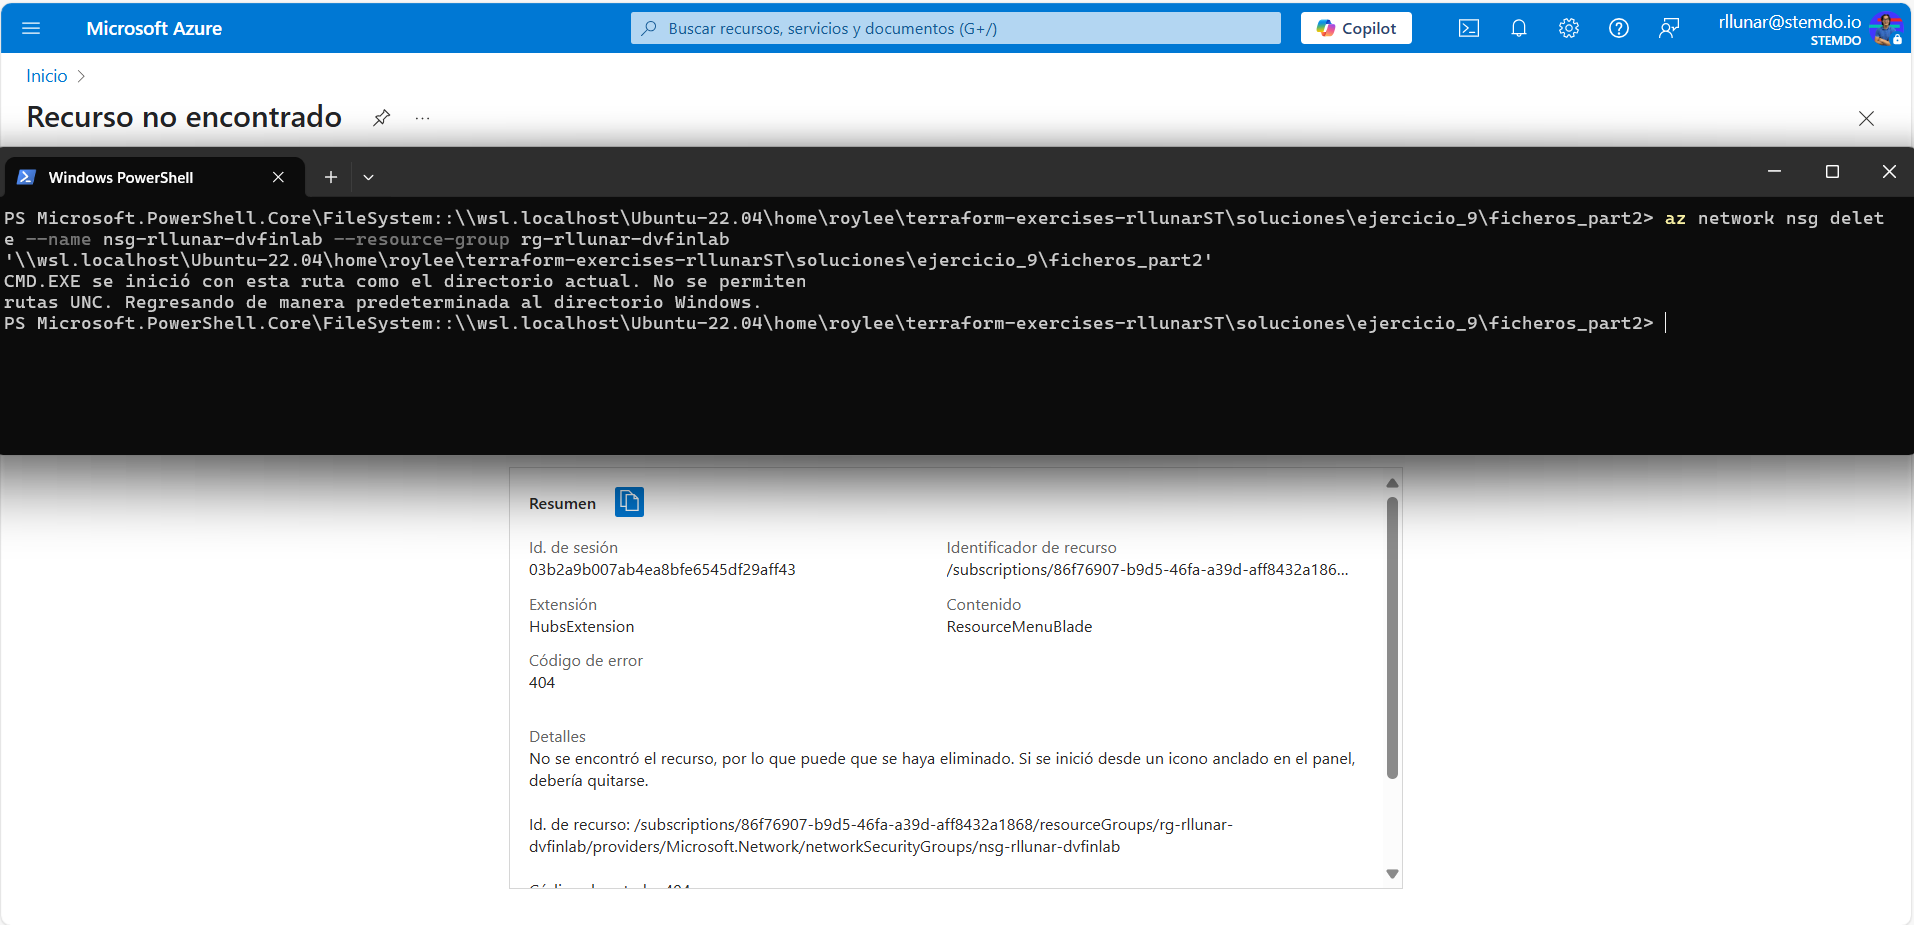 Microsoft Azure
Buscar recursos, servicios y documentos (G+/)
Copilot
rllunar@stemdo.io
STEMDO
Inicio
Recurso no encontrado
Windows PowerShell
PS Microsoft.PowerShell.Core\FileSystem::\\wsl.localhost\Ubuntu-22.04\home\roylee\terraform-exercises-rllunarST\soluciones\ejercicio_9\ficheros_part2> az network nsg delet
e --name nsg-rllunar-dvfinlab --resource-group rg-rllunar-dvfinlab
'\\wsl.localhost\Ubuntu-22.04\home\roylee\terraform-exercises-rllunarST\soluciones\ejercicio_9\ficheros_part2'
CMD.EXE se inició con esta ruta como el directorio actual. No se permiten
rutas UNC. Regresando de manera predeterminada al directorio Windows.
PS Microsoft.PowerShell.Core\FileSystem::\\wsl.localhost\Ubuntu-22.04\home\roylee\terraform-exercises-rllunarST\soluciones\ejercicio_9\ficheros_part2>
Resumen
Id. de sesión
03b2a9b007ab4ea8bfe6545df29aff43
Identificador de recurso
/subscriptions/86f76907-b9d5-46fa-a39d-aff8432a186...
Extensión
HubsExtension
Contenido
ResourceMenuBlade
Código de error
404
Detalles
No se encontró el recurso, por lo que puede que se haya eliminado. Si se inició desde un icono anclado en el panel,
debería quitarse.
Id. de recurso: /subscriptions/86f76907-b9d5-46fa-a39d-aff8432a1868/resourceGroups/rg-rllunar-
dvfinlab/providers/Microsoft.Network/networkSecurityGroups/nsg-rllunar-dvfinlab